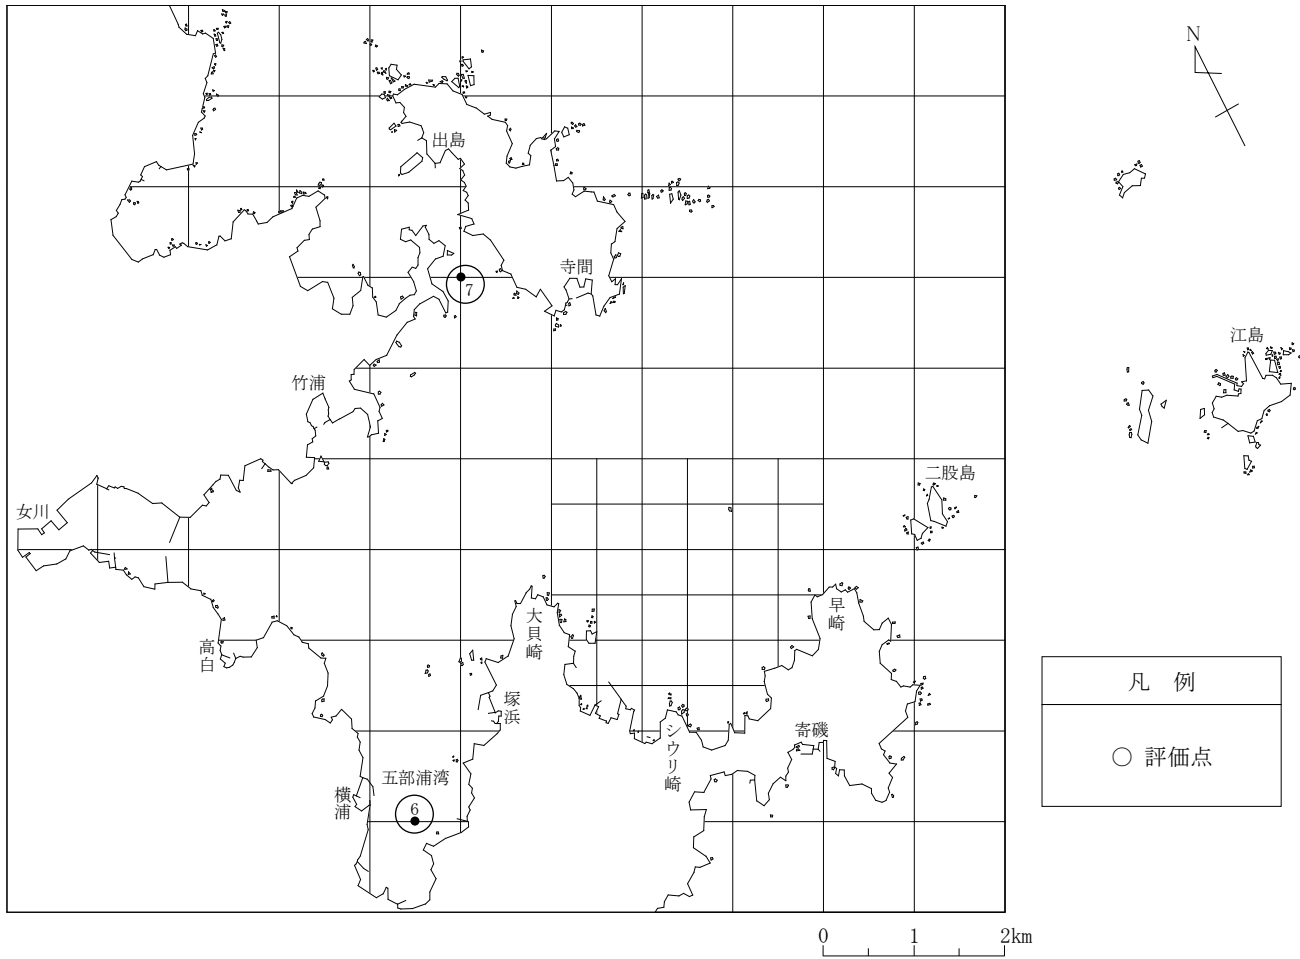 N
出島
寺間
7
江島
竹浦
二股島
女川
大貝崎
早崎
高白
塚浜
シウリ崎
寄磯
五部浦湾
横浦
6
凡 例
○ 評価点
0 1 2km